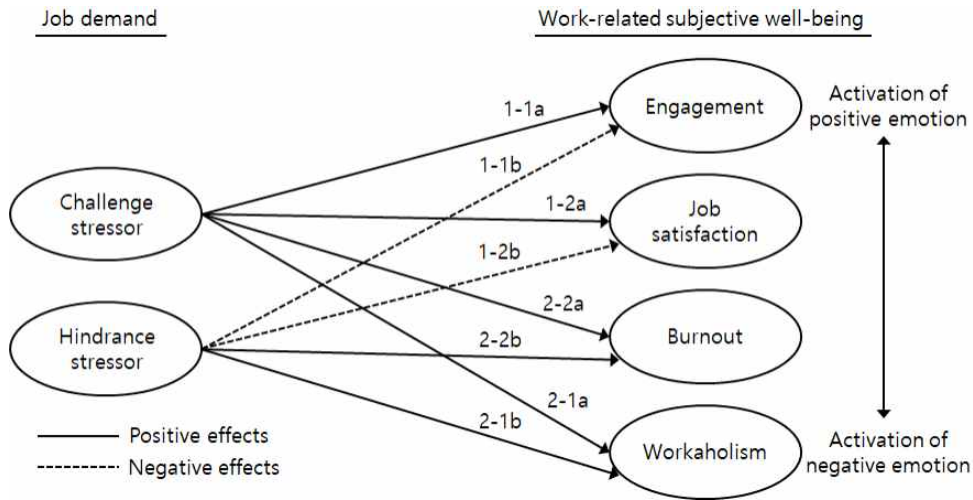 Job demand
Work-related subjective well-being
Challenge
stressor
Hindrance
stressor
1-1a
1-1b
1-2a
1-2b
2-2a
2-2b
2-1a
2-1b
Engagement
Job
satisfaction
Burnout
Workaholism
Activation of
positive emotion
Activation of
negative emotion
Positive effects
Negative effects